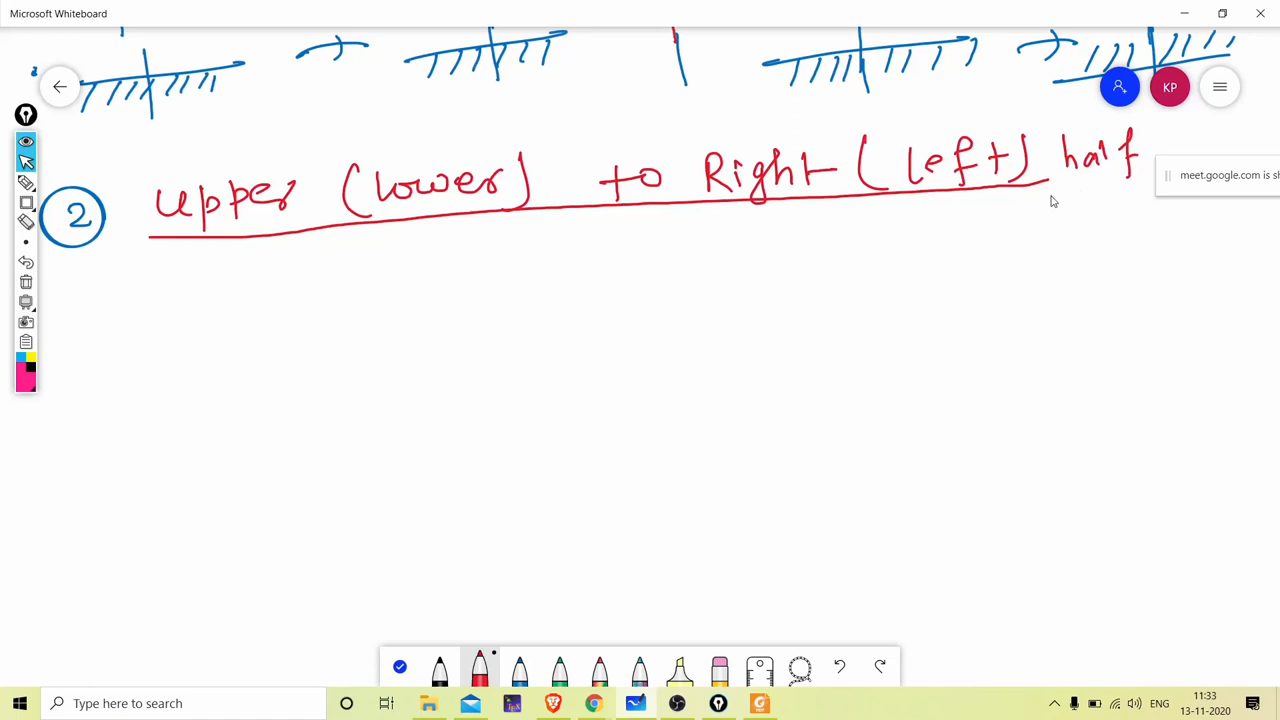 Microsoft Whiteboard
KP
2 Upper (lower) to Right (left) half
meet.google.com is sh
Type here to search
ENG
11:33
13-11-2020